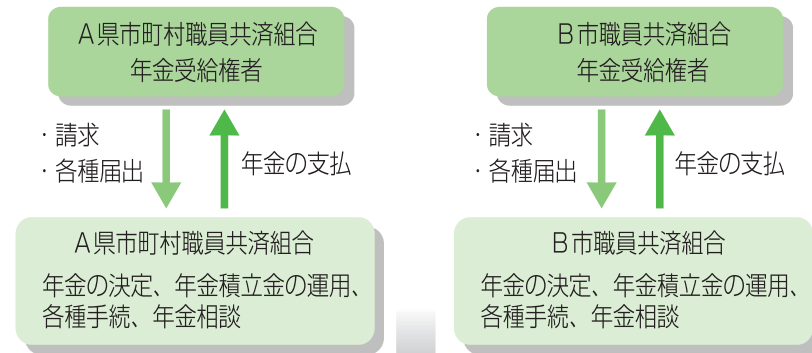 A県市町村職員共済組合
年金受給権者
・請求
・各種届出
年金の支払
A県市町村職員共済組合
年金の決定、年金積立金の運用、
各種手続、年金相談
B市職員共済組合
年金受給権者
・請求
・各種届出
年金の支払
B市職員共済組合
年金の決定、年金積立金の運用、
各種手続、年金相談